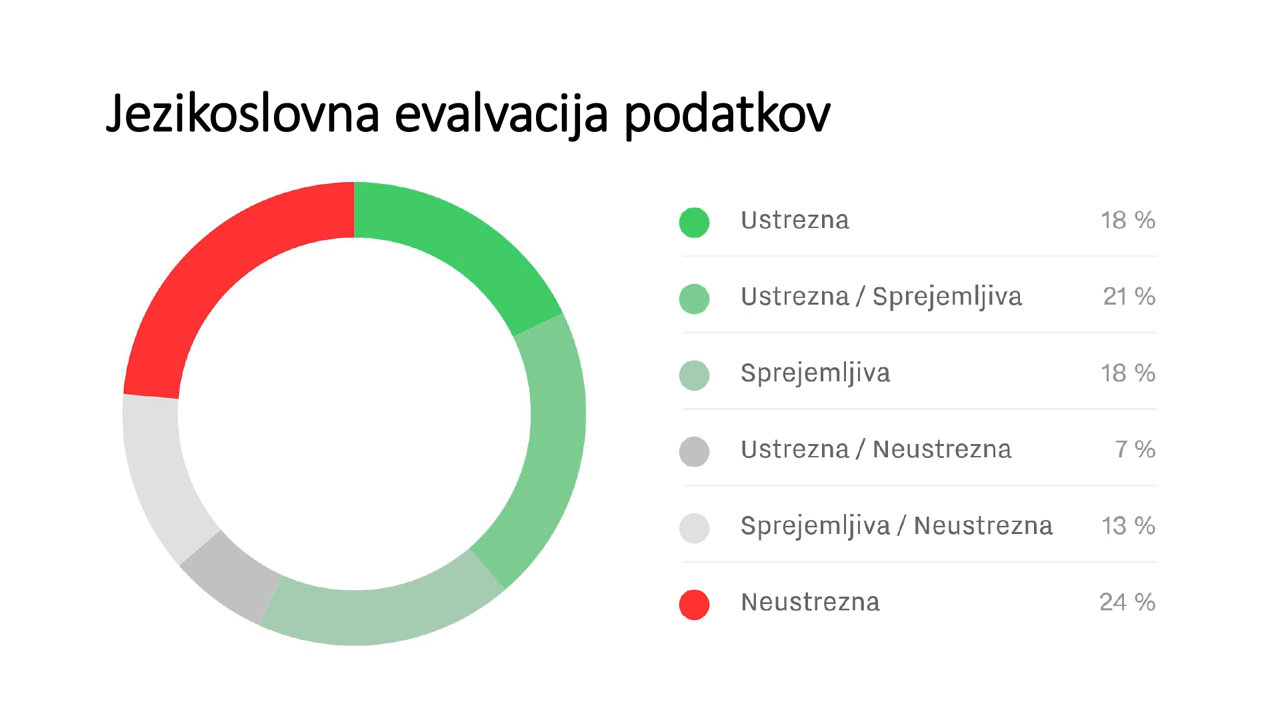 Jezikoslovna evalvacija podatkov
Ustrezna 18 %
Ustrezna / Sprejemljiva 21 %
Sprejemljiva 18 %
Ustrezna / Neustrezna 7 %
Sprejemljiva / Neustrezna 13 %
Neustrezna 24 %